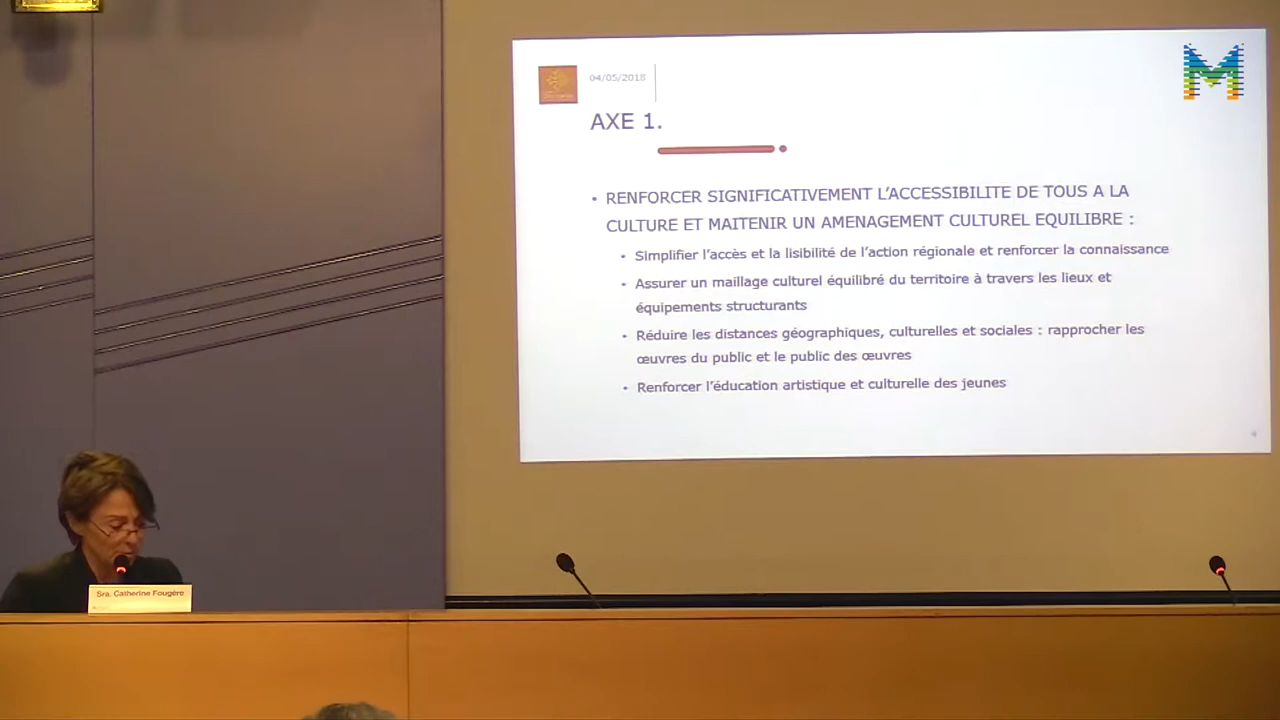 04/05/2018
AXE 1.
• RENFORCER SIGNIFICATIVEMENT L'ACCESSIBILITE DE TOUS A LA
CULTURE ET MAITENIR UN AMENAGEMENT CULTUREL EQUILIBRE :
• Simplifier l'accès et la lisibilité de l'action régionale et renforcer la connaissance
• Assurer un maillage culturel équilibré du territoire à travers les lieux et
équipements structurants
• Réduire les distances géographiques, culturelles et sociales : rapprocher les
œuvres du public et le public des œuvres
• Renforcer l'éducation artistique et culturelle des jeunes
M
Sra. Catherine Fougère